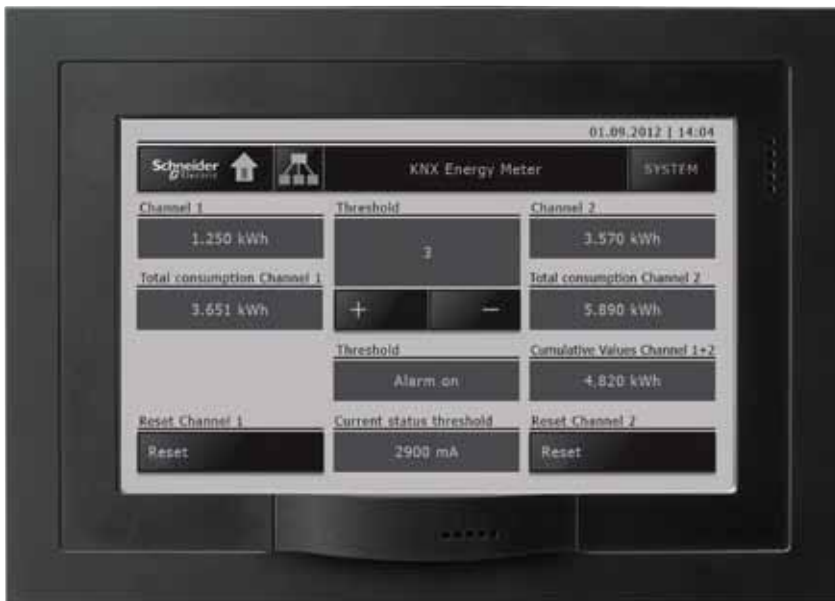 01.09.2012 | 14:04
Schneider Electric
KNX Energy Meter
SYSTEM
Channel 1
Threshold
Channel 2
1.250 kWh
3
3.570 kWh
Total consumption Channel 1
Total consumption Channel 2
3.651 kWh
+
−
5.890 kWh
Threshold
Cumulative Values Channel 1+2
Alarm on
4,820 kWh
Reset Channel 1
Current status threshold
Reset Channel 2
Reset
2900 mA
Reset